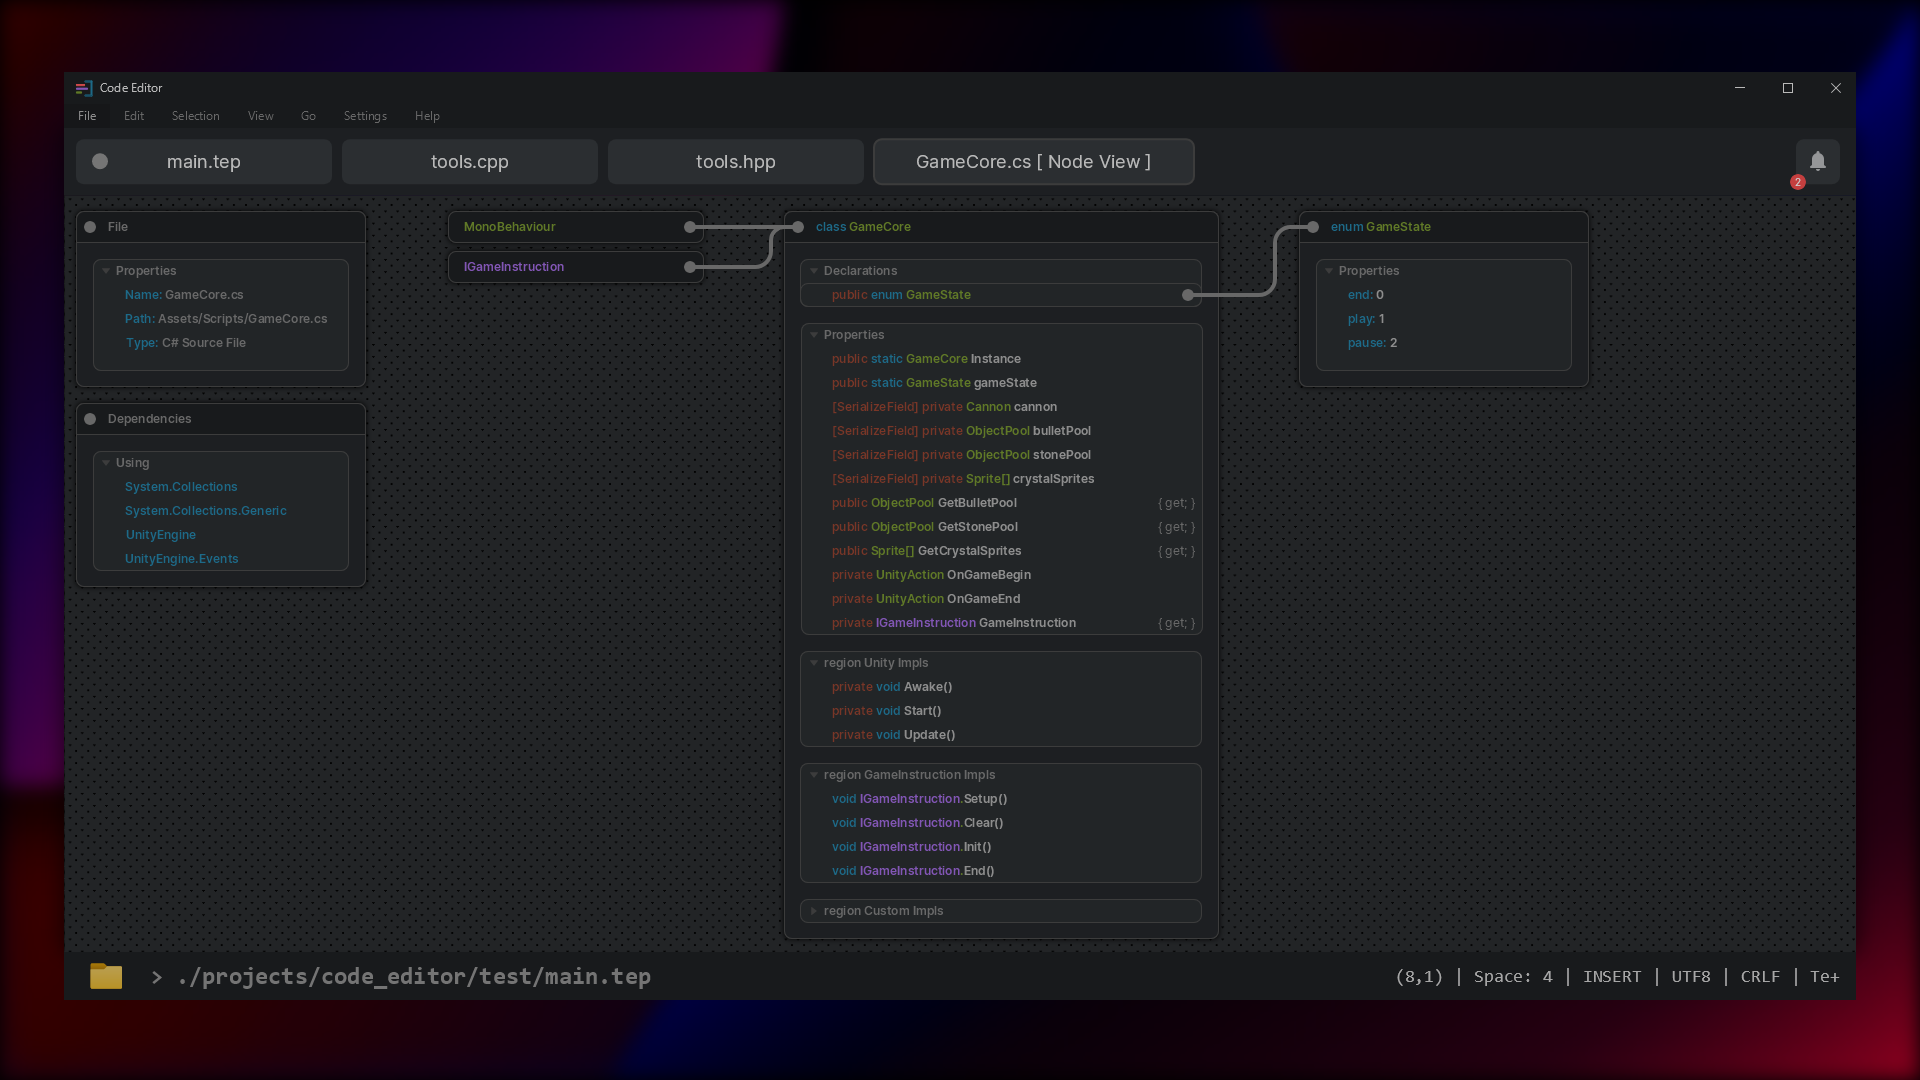 Code Editor
File Edit Selection View Go Settings Help
main.tep
tools.cpp
tools.hpp
GameCore.cs [ Node View ]
2
File
Properties
Name: GameCore.cs
Path: Assets/Scripts/GameCore.cs
Type: C# Source File
Dependencies
Using
System.Collections
System.Collections.Generic
UnityEngine
UnityEngine.Events
MonoBehaviour
IGameInstruction
class GameCore
Declarations
public enum GameState
Properties
public static GameCore Instance
public static GameState gameState
[SerializeField] private Cannon cannon
[SerializeField] private ObjectPool bulletPool
[SerializeField] private ObjectPool stonePool
[SerializeField] private Sprite[] crystalSprites
public ObjectPool GetBulletPool { get; }
public ObjectPool GetStonePool { get; }
public Sprite[] GetCrystalSprites { get; }
private UnityAction OnGameBegin
private UnityAction OnGameEnd
private IGameInstruction GameInstruction { get; }
region Unity Impls
private void Awake()
private void Start()
private void Update()
region GameInstruction Impls
void IGameInstruction.Setup()
void IGameInstruction.Clear()
void IGameInstruction.Init()
void IGameInstruction.End()
region Custom Impls
enum GameState
Properties
end: 0
play: 1
pause: 2
> ./projects/code_editor/test/main.tep
(8,1) | Space: 4 | INSERT | UTF8 | CRLF | Te+